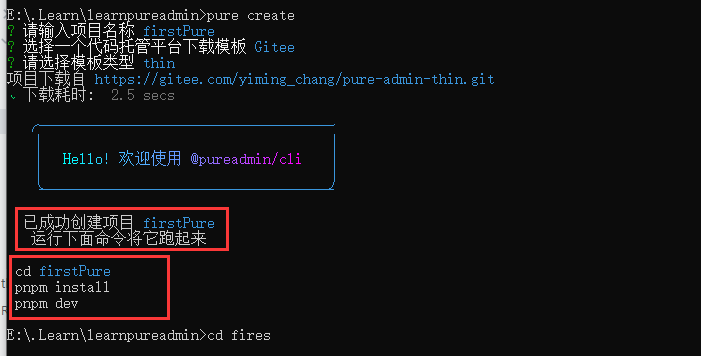 E:\.Learn\learnpureadmin>pure create
? 请输入项目名称 firstPure
? 选择一个代码托管平台下载模板 Gitee
? 请选择模板类型 thin
项目下载自 https://gitee.com/yiming_chang/pure-admin-thin.git
下载耗时: 2.5 secs
Hello! 欢迎使用 @pureadmin/cli
已成功创建项目 firstPure
运行下面命令将它跑起来
cd firstPure
pnpm install
pnpm dev
E:\.Learn\learnpureadmin>cd fires